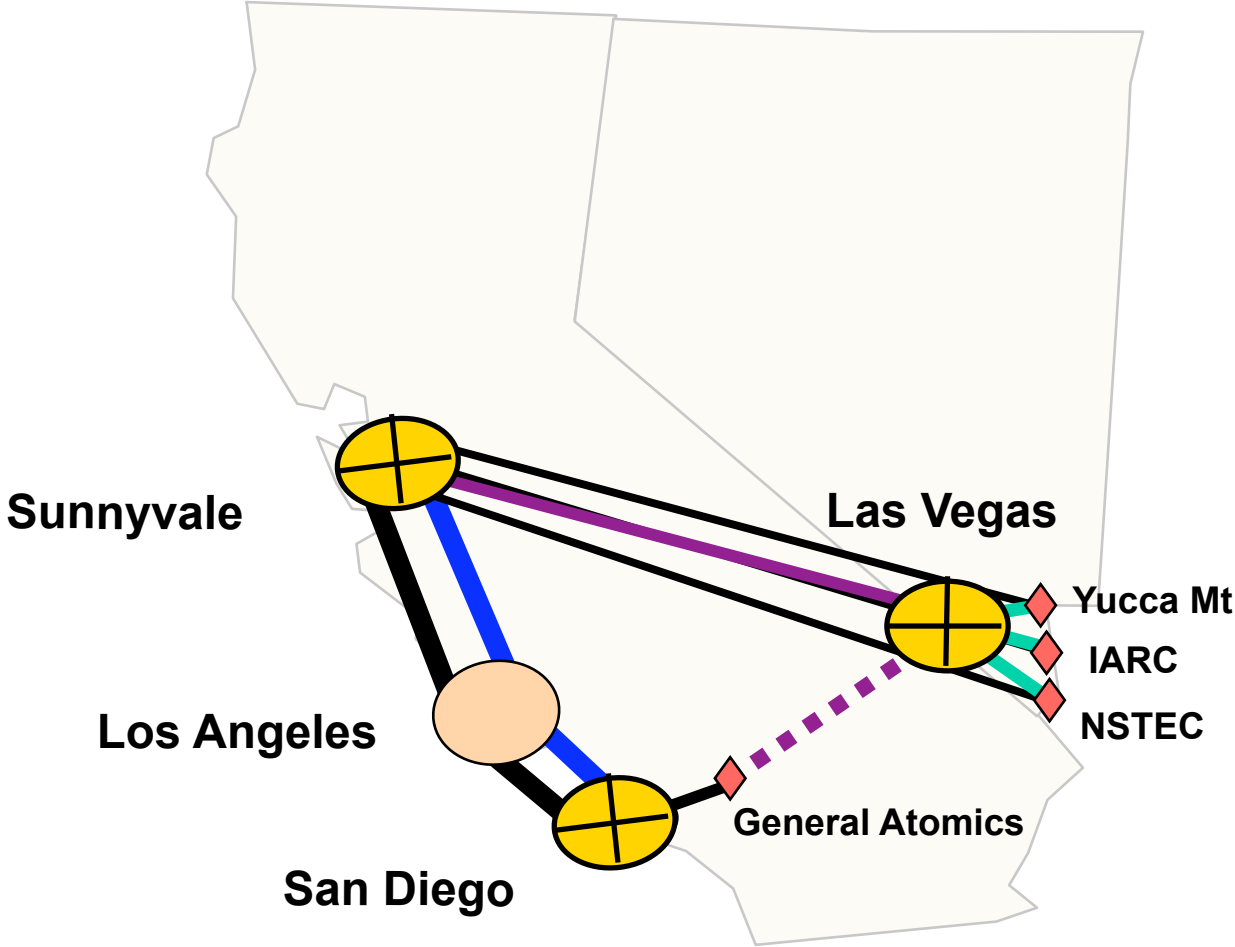 Sunnyvale
Las Vegas
Yucca Mt
IARC
NSTEC
Los Angeles
General Atomics
San Diego